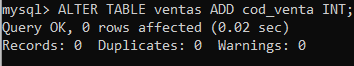 mysql> ALTER TABLE ventas ADD cod_venta INT;
Query OK, 0 rows affected (0.02 sec)
Records: 0  Duplicates: 0  Warnings: 0